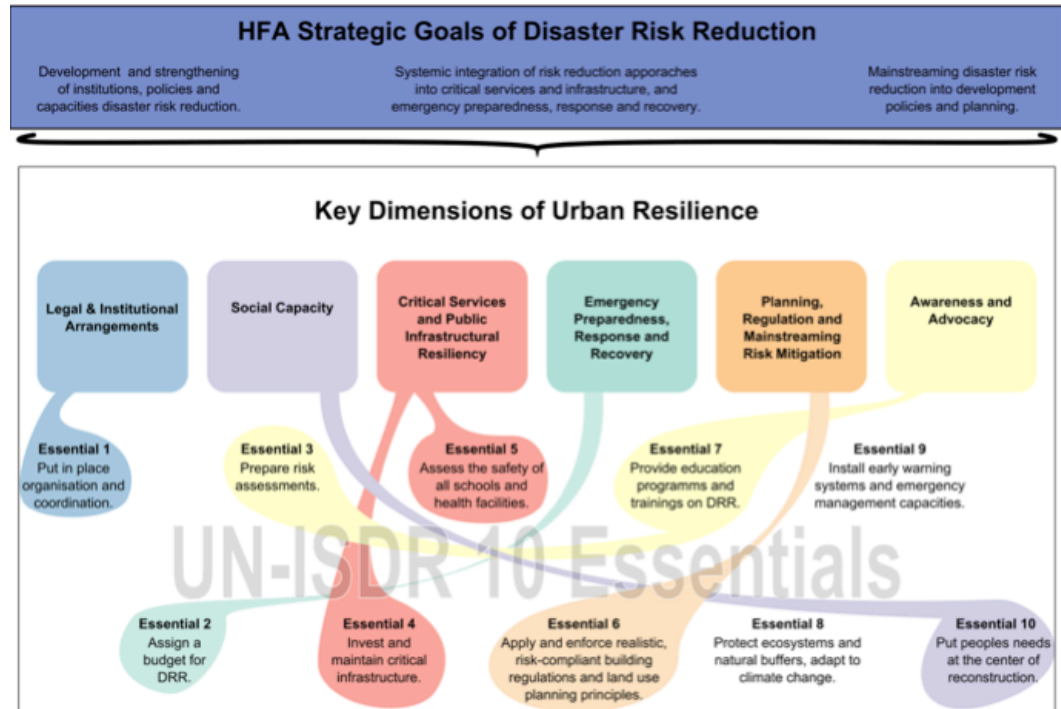 HFA Strategic Goals of Disaster Risk Reduction
Development and strengthening
of institutions, policies and
capacities disaster risk reduction.
Systemic integration of risk reduction apporaches
into critical services and infrastructure, and
emergency preparedness, response and recovery.
Mainstreaming disaster risk
reduction into development
policies and planning.
Key Dimensions of Urban Resilience
Legal & Institutional
Arrangements
Social Capacity
Critical Services
and Public
Infrastructural
Resiliency
Emergency
Preparedness,
Response and
Recovery
Planning,
Regulation and
Mainstreaming
Risk Mitigation
Awareness and
Advocacy
Essential 1
Put in place
organisation and
coordination.
Essential 3
Prepare risk
assessments.
Essential 5
Assess the safety of
all schools and
health facilities.
Essential 7
Provide education
programms and
trainings on DRR.
Essential 9
Install early warning
systems and emergency
management capacities.
UN-ISDR 10 Essentials
Essential 2
Assign a
budget for
DRR.
Essential 4
Invest and
maintain critical
infrastructure.
Essential 6
Apply and enforce realistic,
risk-compliant building
regulations and land use
planning principles.
Essential 8
Protect ecosystems and
natural buffers, adapt to
climate change.
Essential 10
Put peoples needs
at the center of
reconstruction.